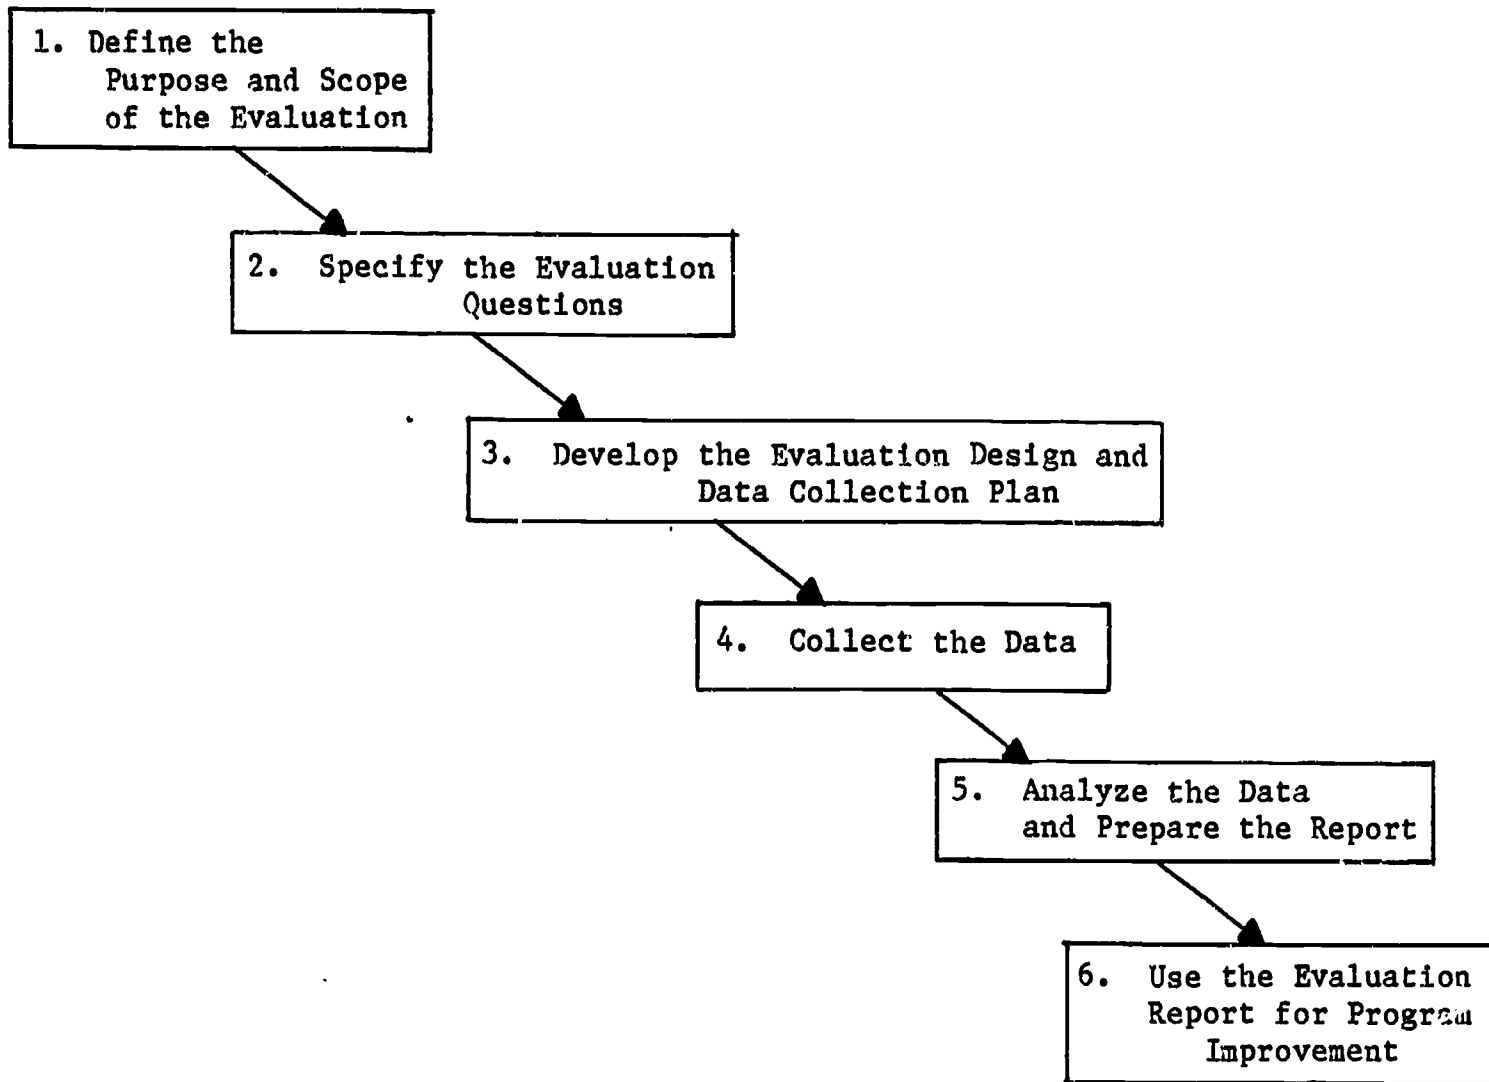 1. Define the
Purpose and Scope
of the Evaluation
2. Specify the Evaluation
Questions
3. Develop the Evaluation Design and
Data Collection Plan
4. Collect the Data
5. Analyze the Data
and Prepare the Report
6. Use the Evaluation
Report for Program
Improvement